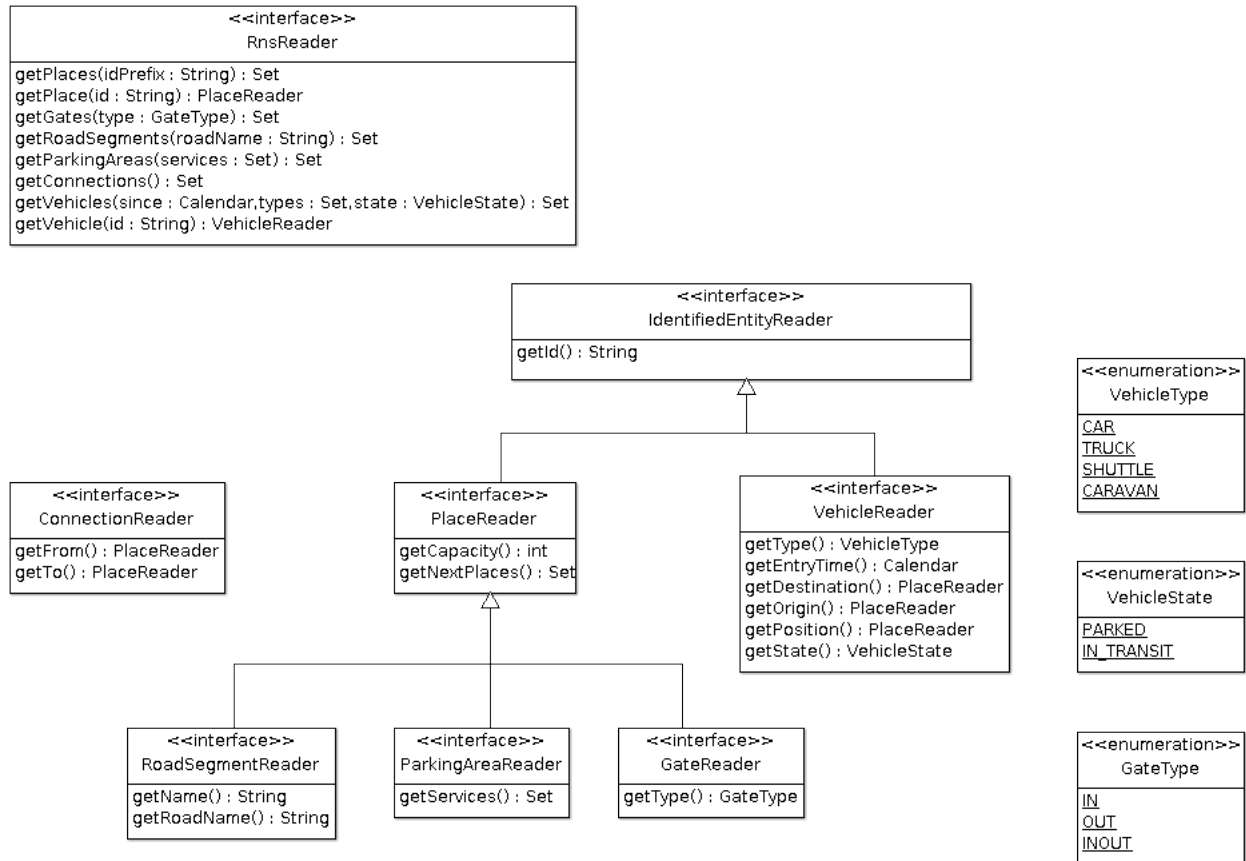 <<interface>>
RnsReader
getPlaces(idPrefix : String) : Set
getPlace(id : String) : PlaceReader
getGates(type : GateType) : Set
getRoadSegments(roadName : String) : Set
getParkingAreas(services : Set) : Set
getConnections() : Set
getVehicles(since : Calendar,types : Set,state : VehicleState) : Set
getVehicle(id : String) : VehicleReader
<<interface>>
IdentifiedEntityReader
getId() : String
<<enumeration>>
VehicleType
CAR
TRUCK
SHUTTLE
CARAVAN
<<interface>>
ConnectionReader
getFrom() : PlaceReader
getTo() : PlaceReader
<<interface>>
PlaceReader
getCapacity() : int
getNextPlaces() : Set
<<interface>>
VehicleReader
getType() : VehicleType
getEntryTime() : Calendar
getDestination() : PlaceReader
getOrigin() : PlaceReader
getPosition() : PlaceReader
getState() : VehicleState
<<enumeration>>
VehicleState
PARKED
IN_TRANSIT
<<interface>>
RoadSegmentReader
getName() : String
getRoadName() : String
<<interface>>
ParkingAreaReader
getServices() : Set
<<interface>>
GateReader
getType() : GateType
<<enumeration>>
GateType
IN
OUT
INOUT